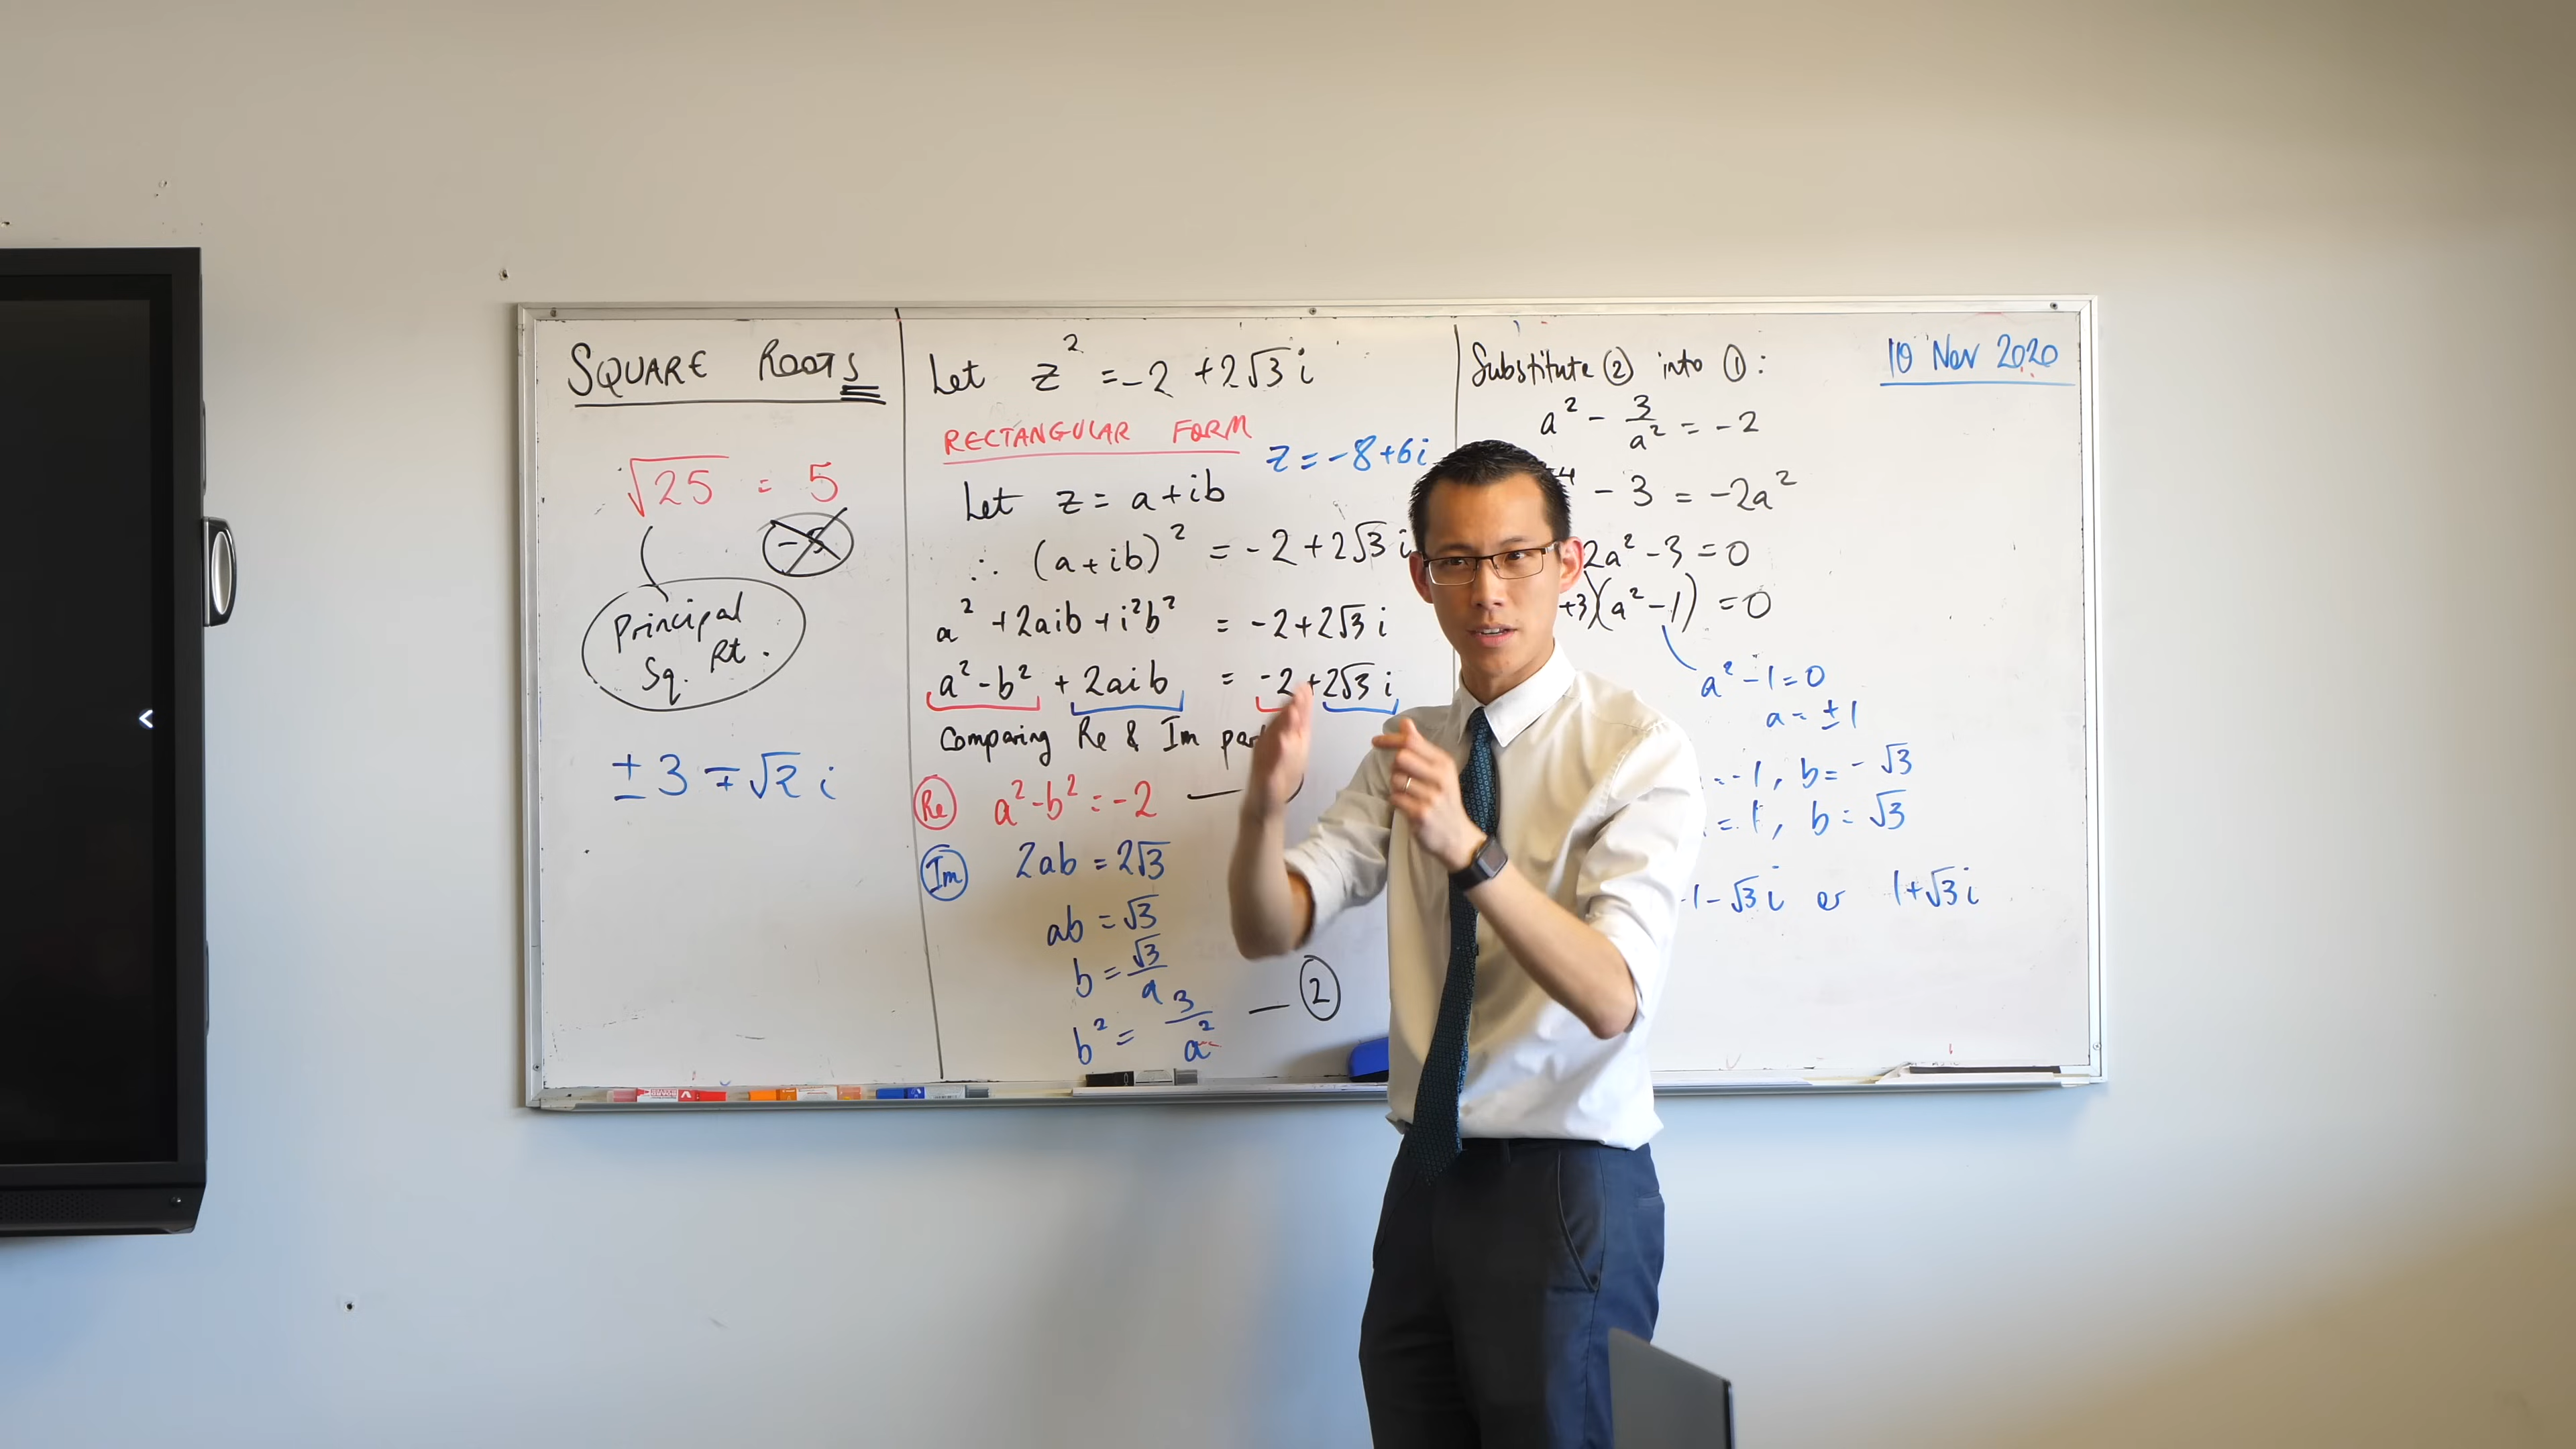 SQUARE ROOTS
√25 = 5
-5
Principal
Sq. Rt.
± 3 ∓ √2 i
Let z² = -2 + 2√3 i
RECTANGULAR FORM
z = -8+6i
Let z = a+ib
∴ (a+ib)² = -2+2√3 i
a² + 2aib + i²b² = -2+2√3 i
a² - b² + 2aib = -2+2√3 i
Comparing Re & Im par
Re a² - b² = -2 —
Im 2ab = 2√3
ab = √3
b = √3/a
b² = 3/a² — ②
Substitute ② into ①:
10 Nov 2020
a² - 3/a² = -2
⁴ - 3 = -2a²
2a² - 3 = 0
+3)(a² - 1) = 0
a² - 1 = 0
a = ±1
= -1, b = -√3
= 1, b = √3
-1-√3 i or 1+√3 i